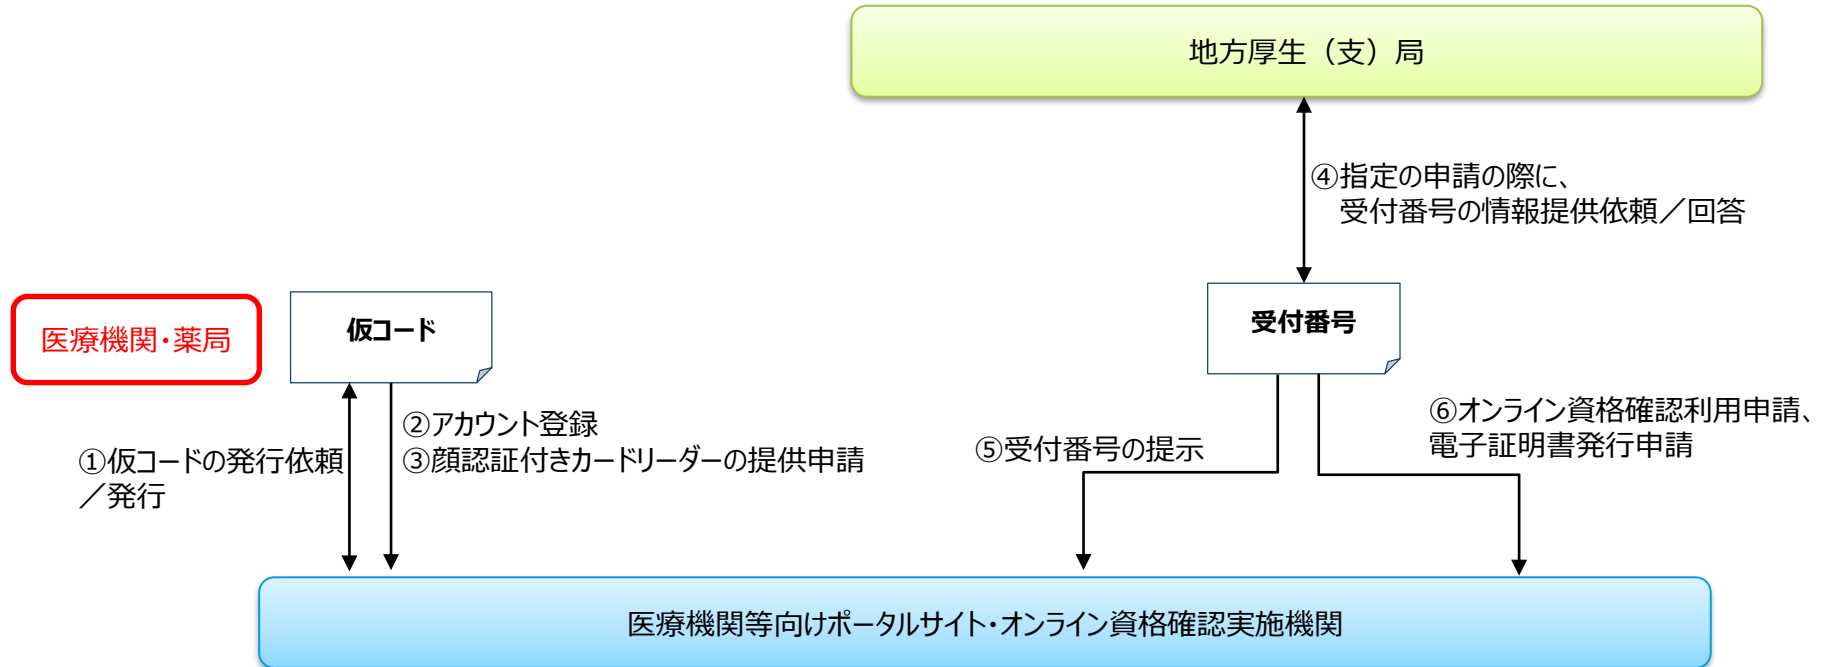 地方厚生（支）局
④指定の申請の際に、
受付番号の情報提供依頼／回答
医療機関・薬局
仮コード
受付番号
①仮コードの発行依頼
／発行
②アカウント登録
③顔認証付きカードリーダーの提供申請
⑤受付番号の提示
⑥オンライン資格確認利用申請、
電子証明書発行申請
医療機関等向けポータルサイト・オンライン資格確認実施機関